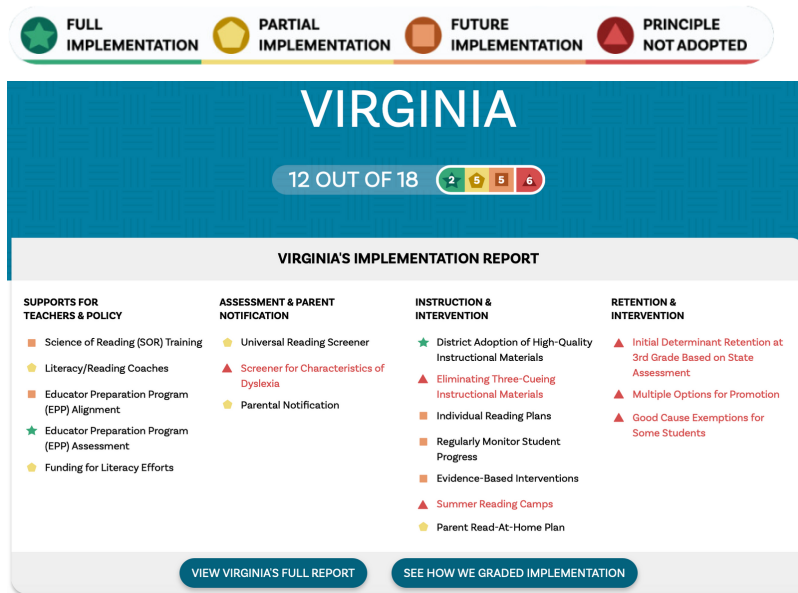 FULL
IMPLEMENTATION
PARTIAL
IMPLEMENTATION
FUTURE
IMPLEMENTATION
PRINCIPLE
NOT ADOPTED
VIRGINIA
12 OUT OF 18
2 5 5 6
VIRGINIA'S IMPLEMENTATION REPORT
SUPPORTS FOR
TEACHERS & POLICY
Science of Reading (SOR) Training
Literacy/Reading Coaches
Educator Preparation Program
(EPP) Alignment
Educator Preparation Program
(EPP) Assessment
Funding for Literacy Efforts
ASSESSMENT & PARENT
NOTIFICATION
Universal Reading Screener
Screener for Characteristics of
Dyslexia
Parental Notification
INSTRUCTION &
INTERVENTION
District Adoption of High-Quality
Instructional Materials
Eliminating Three-Cueing
Instructional Materials
Individual Reading Plans
Regularly Monitor Student
Progress
Evidence-Based Interventions
Summer Reading Camps
Parent Read-At-Home Plan
RETENTION &
INTERVENTION
Initial Determinant Retention at
3rd Grade Based on State
Assessment
Multiple Options for Promotion
Good Cause Exemptions for
Some Students
VIEW VIRGINIA'S FULL REPORT
SEE HOW WE GRADED IMPLEMENTATION